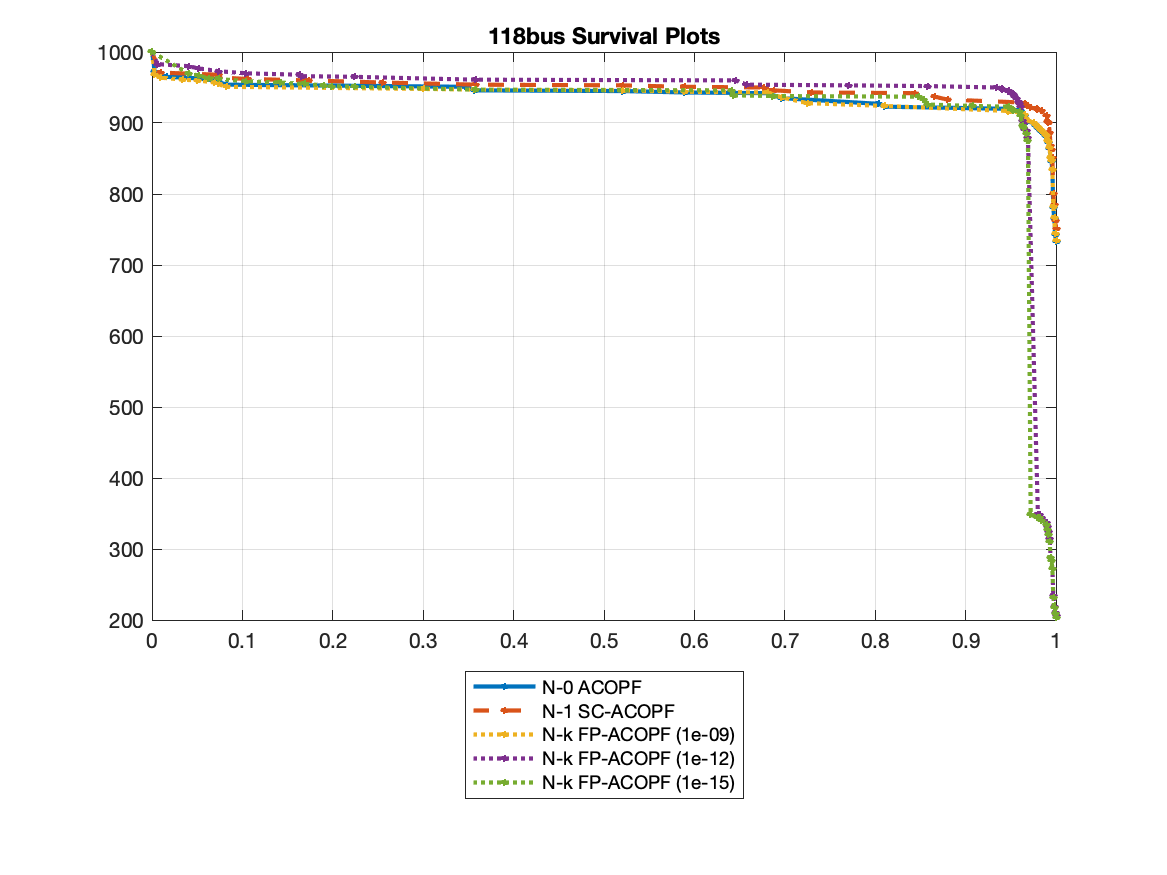 118bus Survival Plots
1000
900
800
700
600
500
400
300
200
0 0.1 0.2 0.3 0.4 0.5 0.6 0.7 0.8 0.9 1
N-0 ACOPF
N-1 SC-ACOPF
N-k FP-ACOPF (1e-09)
N-k FP-ACOPF (1e-12)
N-k FP-ACOPF (1e-15)